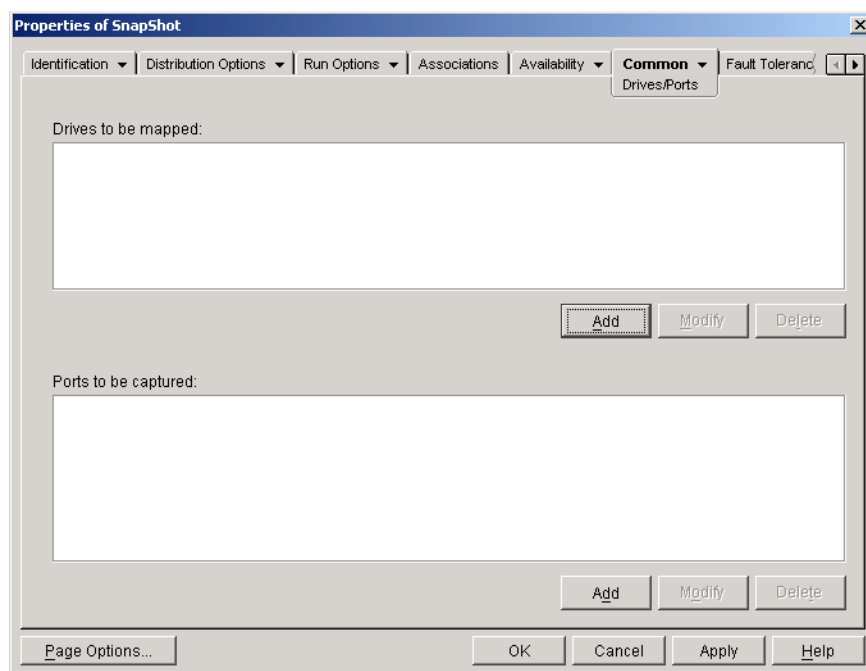 Properties of SnapShot
Identification Distribution Options Run Options Associations Availability Common Fault Toleranc
Drives/Ports
Drives to be mapped:
Add Modify Delete
Ports to be captured:
Add Modify Delete
Page Options... OK Cancel Apply Help